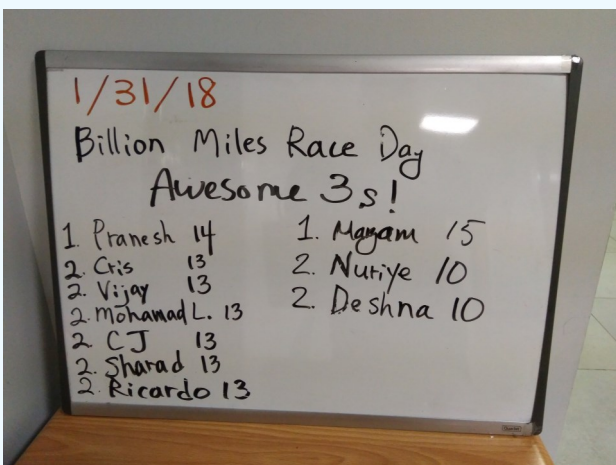 1/31/18
Billion Miles Race Day
Awesome 3s!
1. Pranesh 14
2. Cris 13
2. Vijay 13
2. Mohamad L. 13
2. CJ 13
2. Sharad 13
2. Ricardo 13
1. Mayam 15
2. Nuriye 10
2. Deshna 10